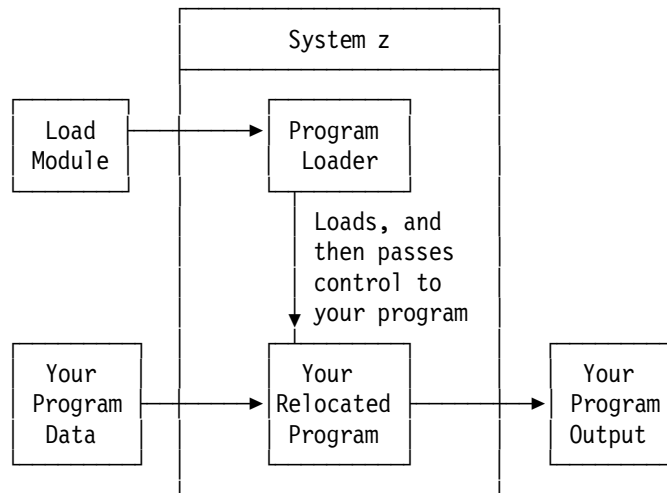 System z
Load
Module
Program
Loader
Loads, and
then passes
control to
your program
Your
Program
Data
Your
Relocated
Program
Your
Program
Output